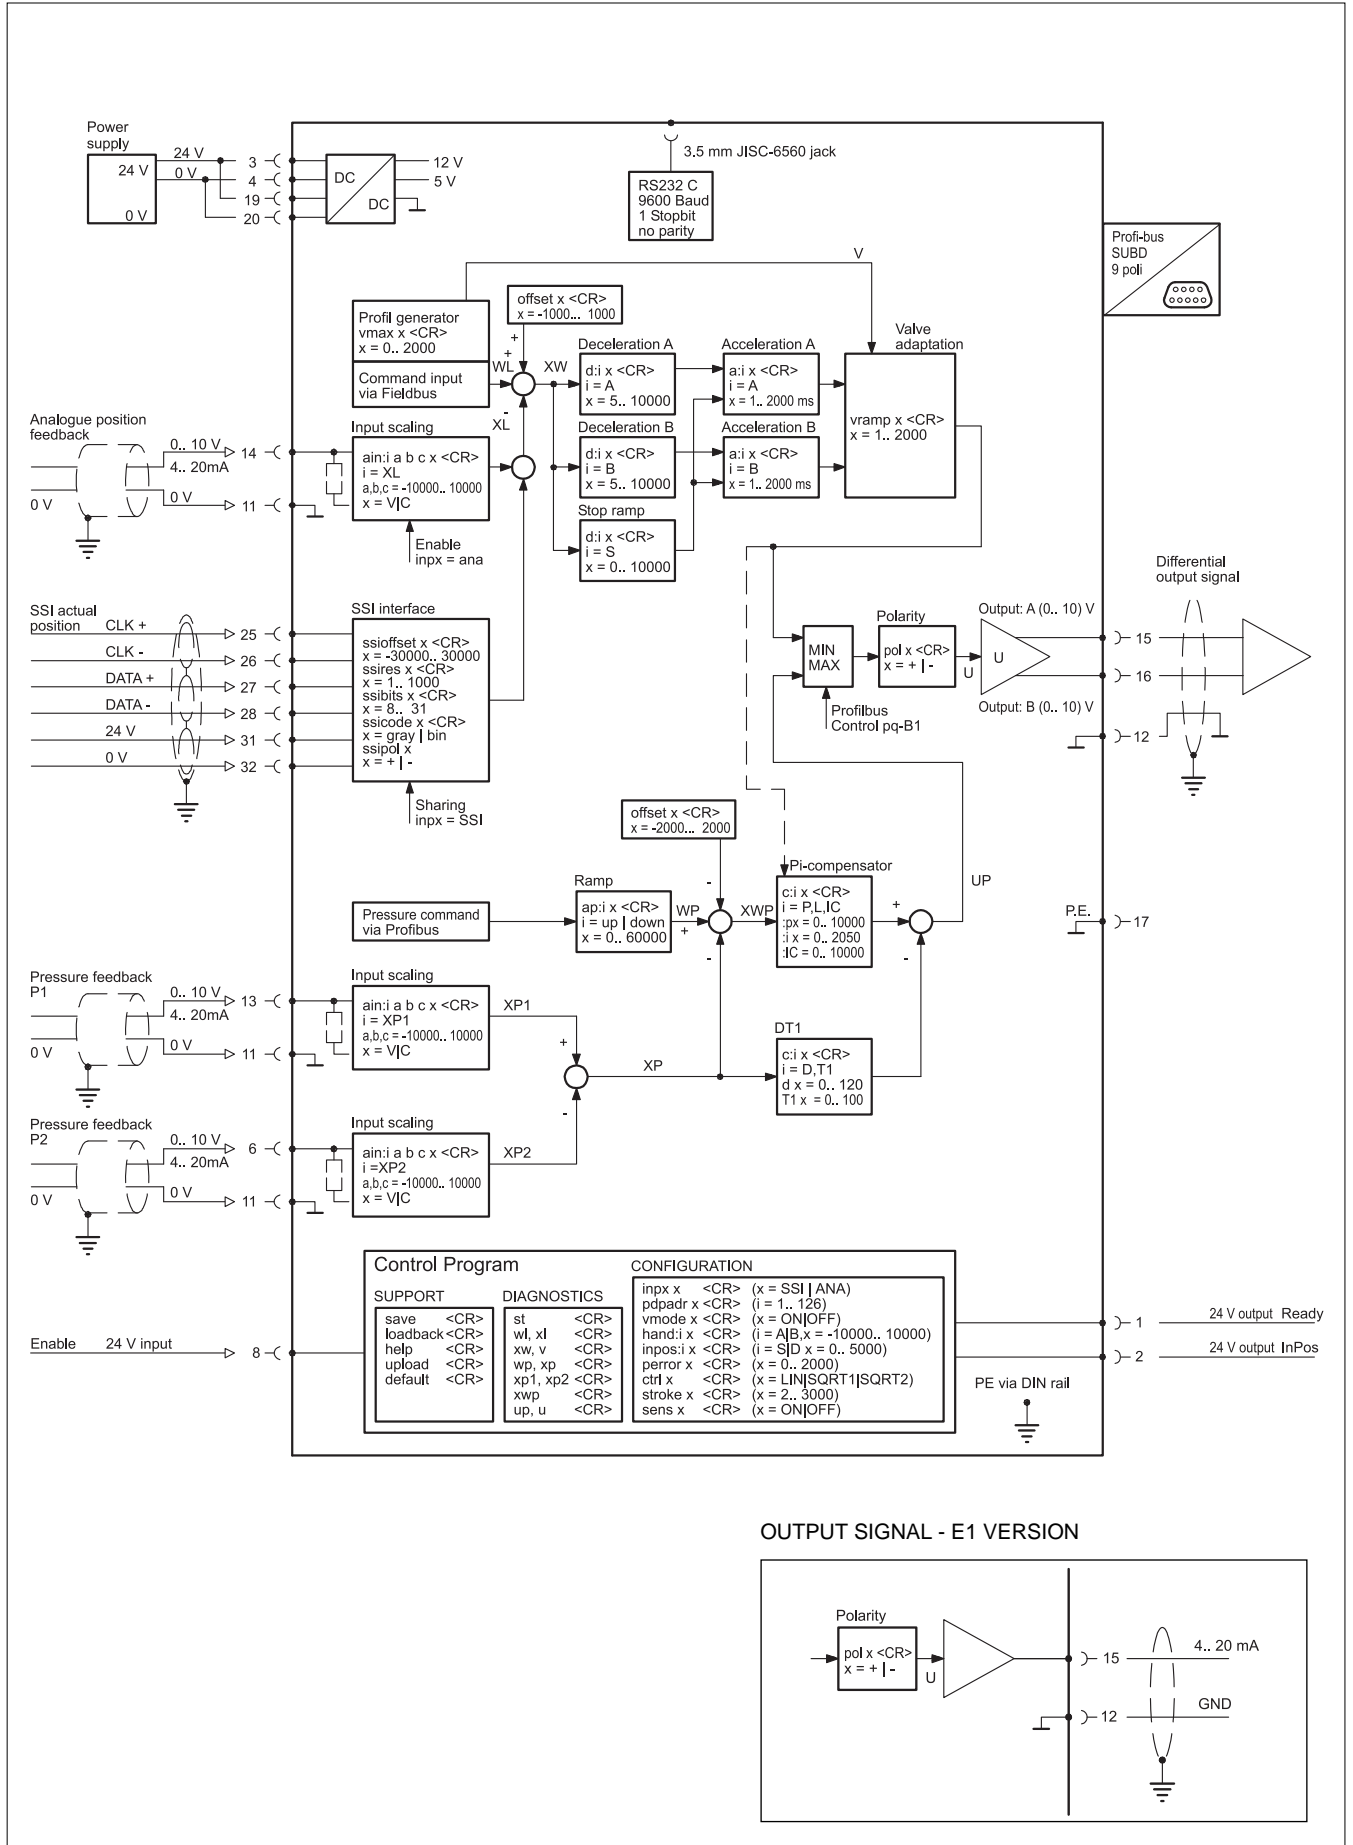 Power
supply
24 V
0 V
24 V
0 V
3
4
19
20
DC
DC
12 V
5 V
3.5 mm JISC-6560 jack
RS232 C
9600 Baud
1 Stopbit
no parity
Profi-bus
SUBD
9 poli
V
Profil generator
vmax x <CR>
x = 0.. 2000
Command input
via Fieldbus
offset x <CR>
x = -1000... 1000
+
+
WL
XW
-
XL
Deceleration A
d:i x <CR>
i = A
x = 5.. 10000
Acceleration A
a:i x <CR>
i = A
x = 1.. 2000 ms
Valve
adaptation
vramp x <CR>
x = 1.. 2000
Deceleration B
d:i x <CR>
i = B
x = 5.. 10000
Acceleration B
a:i x <CR>
i = B
x = 1.. 2000 ms
Stop ramp
d:i x <CR>
i = S
x = 0.. 10000
Analogue position
feedback
0.. 10 V
4.. 20mA
0 V
0 V
14
11
Input scaling
ain:i a b c x <CR>
i = XL
a,b,c = -10000.. 10000
x = V|C
Enable
inpx = ana
SSI actual
position
CLK +
CLK -
DATA +
DATA -
24 V
0 V
25
26
27
28
31
32
SSI interface
ssioffset x <CR>
x = -30000.. 30000
ssires x <CR>
x = 1.. 1000
ssibits x <CR>
x = 8.. 31
ssicode x <CR>
x = gray | bin
ssipol x
x = + | -
Sharing
inpx = SSI
MIN
MAX
Profilbus
Control pq-B1
Polarity
pol x <CR>
x = + | -
U
U
Output: A (0.. 10) V
Output: B (0.. 10) V
15
16
12
Differential
output signal
offset x <CR>
x = -2000... 2000
Pressure command
via Profibus
Ramp
ap:i x <CR>
i = up | down
x = 0.. 60000
WP
+
-
-
XWP
Pi-compensator
c:i x <CR>
i = P,L,IC
:px = 0.. 10000
:i x = 0.. 2050
:IC = 0.. 10000
+
-
UP
P.E.
17
Pressure feedback
P1
0.. 10 V
4.. 20mA
0 V
0 V
13
11
Input scaling
ain:i a b c x <CR>
i = XP1
a,b,c = -10000.. 10000
x = V|C
XP1
+
-
XP
DT1
c:i x <CR>
i = D,T1
d x = 0.. 120
T1 x = 0.. 100
Pressure feedback
P2
0.. 10 V
4.. 20mA
0 V
0 V
6
11
Input scaling
ain:i a b c x <CR>
i =XP2
a,b,c = -10000.. 10000
x = V|C
XP2
Enable 24 V input
8
Control Program
SUPPORT
save <CR>
loadback <CR>
help <CR>
upload <CR>
default <CR>
DIAGNOSTICS
st <CR>
wl, xl <CR>
xw, v <CR>
wp, xp <CR>
xp1, xp2 <CR>
xwp <CR>
up, u <CR>
CONFIGURATION
inpx x <CR> (x = SSI | ANA)
pdpadr x <CR> (i = 1.. 126)
vmode x <CR> (x = ON|OFF)
hand:i x <CR> (i = A|B,x = -10000.. 10000)
inpos:i x <CR> (i = S|D x = 0.. 5000)
perror x <CR> (x = 0.. 2000)
ctrl x <CR> (x = LIN|SQRT1|SQRT2)
stroke x <CR> (x = 2.. 3000)
sens x <CR> (x = ON|OFF)
1
24 V output Ready
2
24 V output InPos
PE via DIN rail
OUTPUT SIGNAL - E1 VERSION
Polarity
pol x <CR>
x = + | -
U
15
4.. 20 mA
12
GND